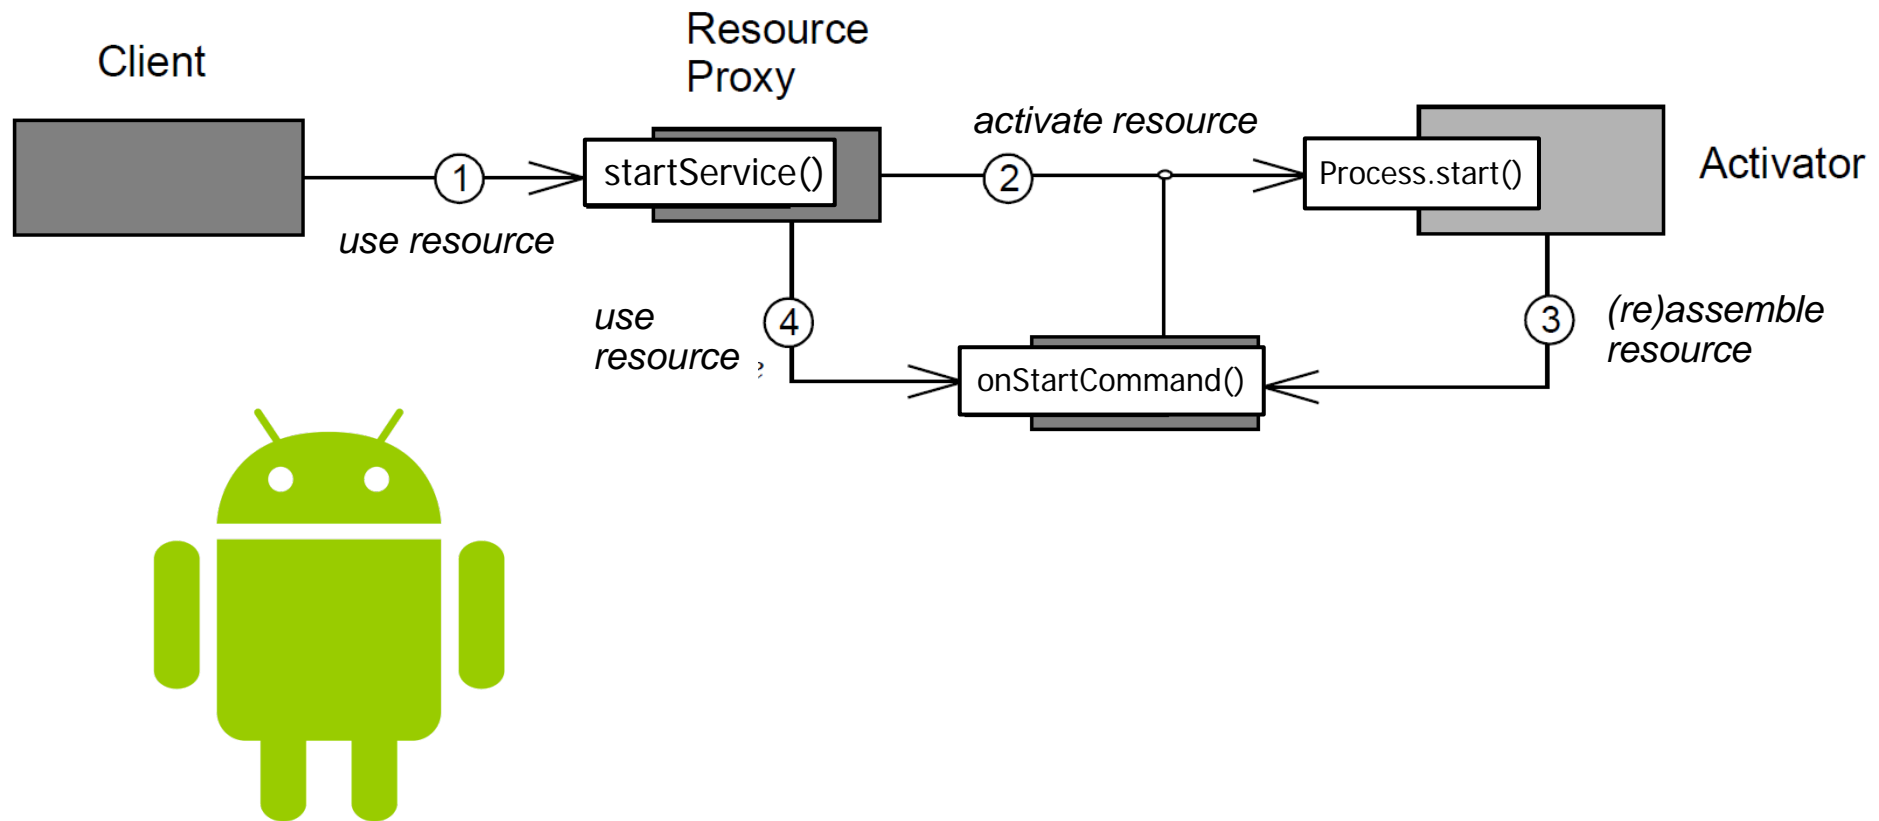 Client
Resource
Proxy
activate resource
startService()
1
2
Process.start()
Activator
use resource
use
resource
4
3
(re)assemble
resource
onStartCommand()